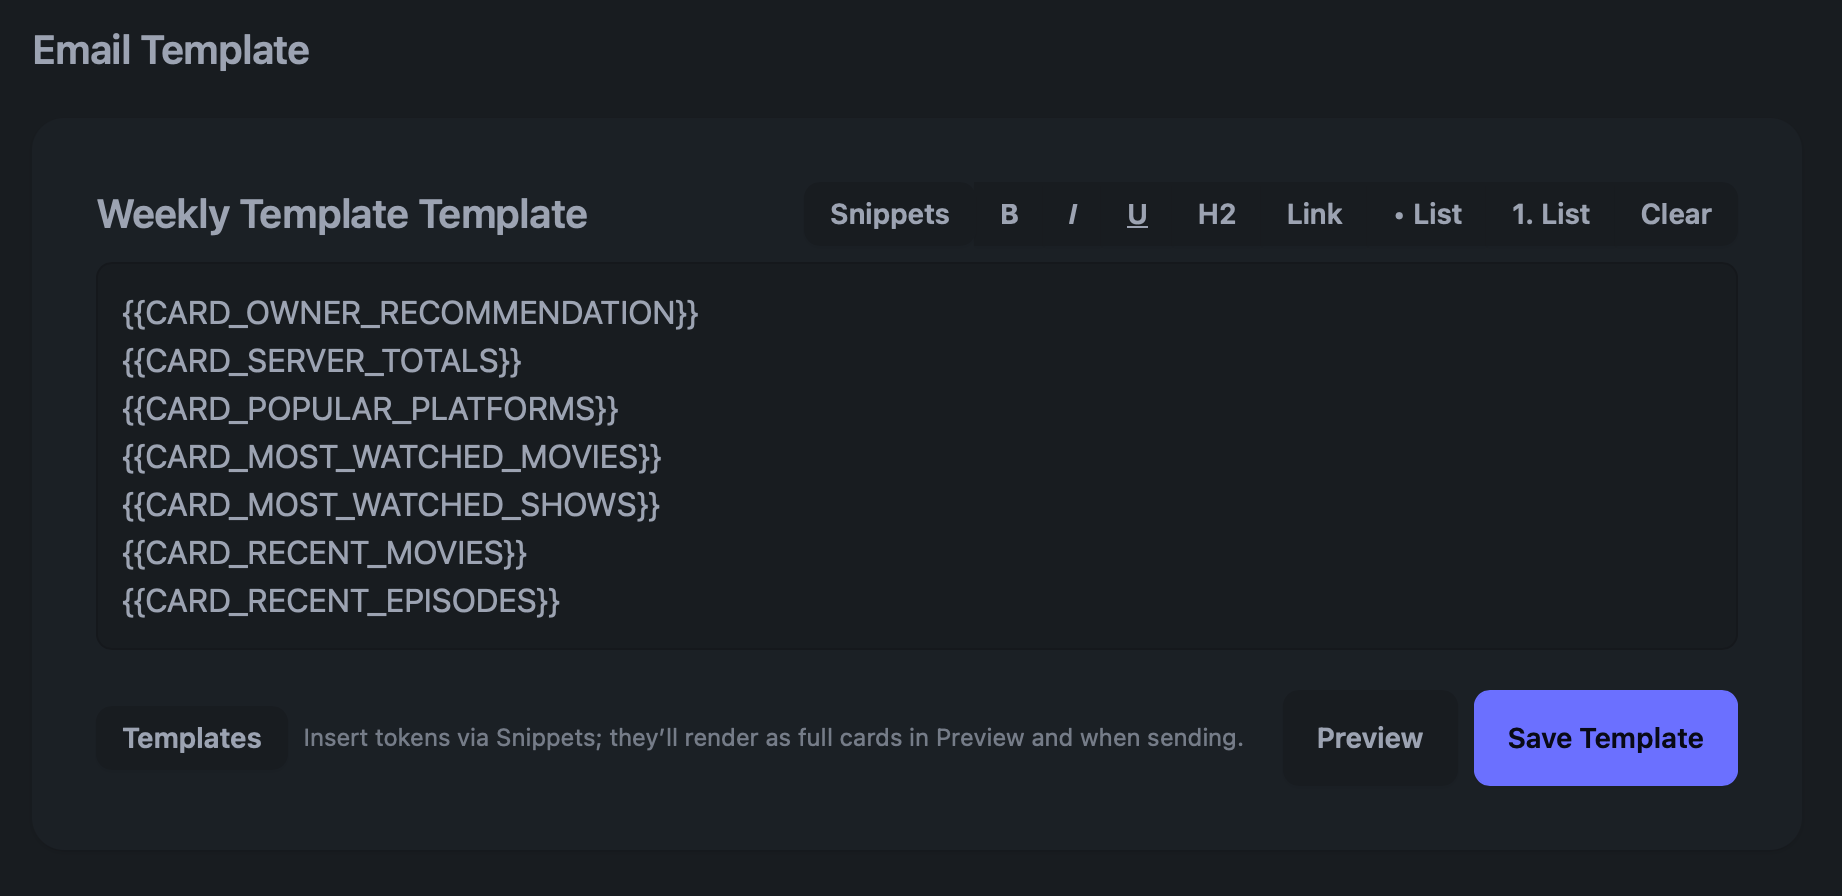 Email Template
Weekly Template Template
Snippets B I U H2 Link • List 1. List Clear
{{CARD_OWNER_RECOMMENDATION}}
{{CARD_SERVER_TOTALS}}
{{CARD_POPULAR_PLATFORMS}}
{{CARD_MOST_WATCHED_MOVIES}}
{{CARD_MOST_WATCHED_SHOWS}}
{{CARD_RECENT_MOVIES}}
{{CARD_RECENT_EPISODES}}
Templates Insert tokens via Snippets; they’ll render as full cards in Preview and when sending. Preview Save Template